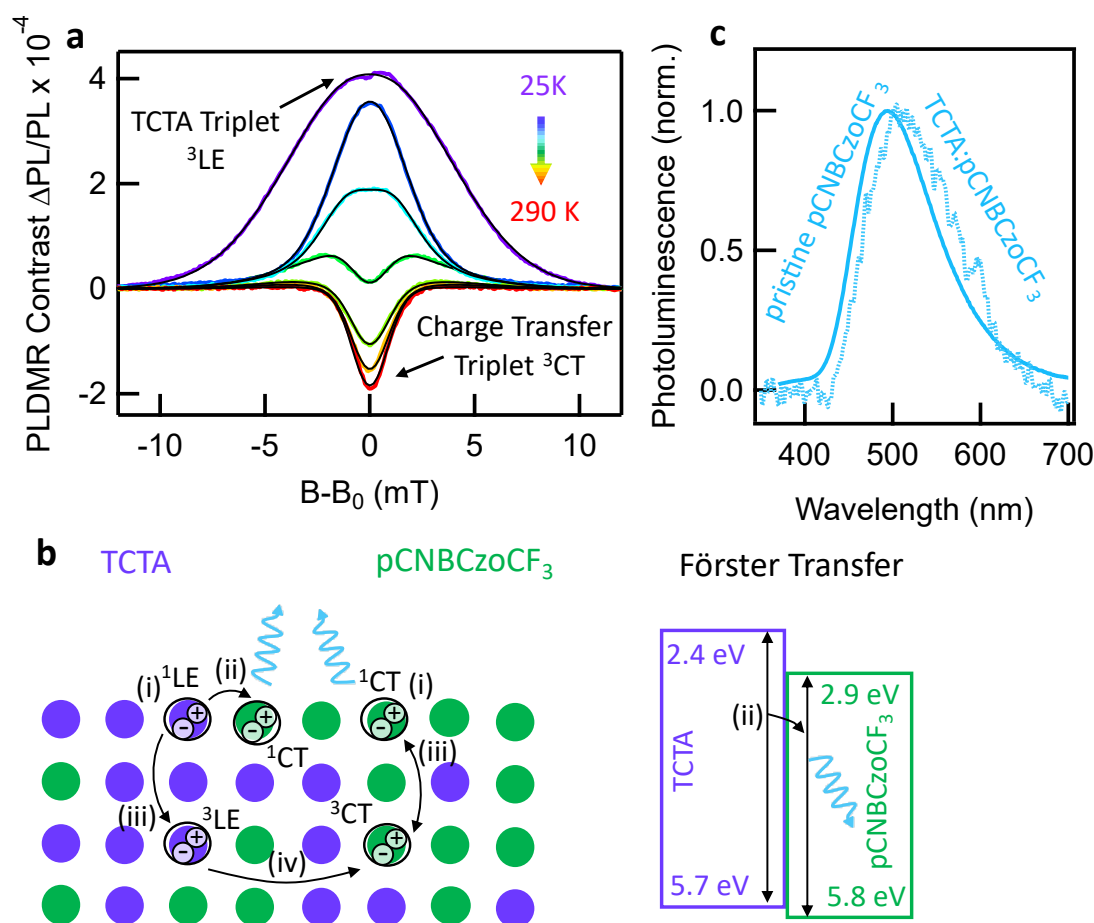 a
PLDMR Contrast ΔPL/PL x 10⁻⁴
4
2
0
-2
TCTA Triplet
³LE
25K
290 K
Charge Transfer
Triplet ³CT
-10
-5
0
5
10
B-B₀ (mT)
c
Photoluminescence (norm.)
1.0
0.5
0.0
pristine pCNBCzoCF₃
TCTA:pCNBCzoCF₃
400
500
600
700
Wavelength (nm)
b
TCTA
pCNBCzoCF₃
(i) ¹LE
(ii)
¹CT
¹CT (i)
(iii)
(iii)
³LE
³CT
(iv)
Förster Transfer
2.4 eV
2.9 eV
(ii)
TCTA
pCNBCzoCF₃
5.7 eV
5.8 eV